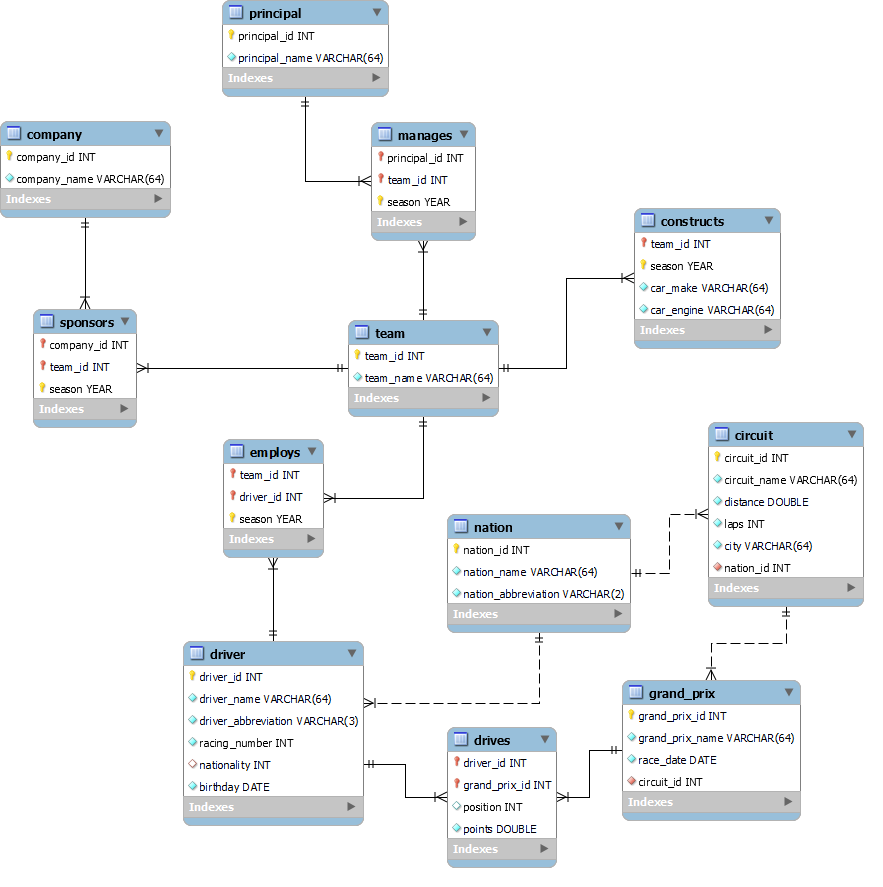 principal
principal_id INT
principal_name VARCHAR(64)
Indexes
company
company_id INT
company_name VARCHAR(64)
Indexes
manages
principal_id INT
team_id INT
season YEAR
Indexes
constructs
team_id INT
season YEAR
car_make VARCHAR(64)
car_engine VARCHAR(64)
Indexes
sponsors
company_id INT
team_id INT
season YEAR
Indexes
team
team_id INT
team_name VARCHAR(64)
Indexes
employs
team_id INT
driver_id INT
season YEAR
Indexes
circuit
circuit_id INT
circuit_name VARCHAR(64)
distance DOUBLE
laps INT
city VARCHAR(64)
nation_id INT
Indexes
nation
nation_id INT
nation_name VARCHAR(64)
nation_abbreviation VARCHAR(2)
Indexes
driver
driver_id INT
driver_name VARCHAR(64)
driver_abbreviation VARCHAR(3)
racing_number INT
nationality INT
birthday DATE
Indexes
drives
driver_id INT
grand_prix_id INT
position INT
points DOUBLE
Indexes
grand_prix
grand_prix_id INT
grand_prix_name VARCHAR(64)
race_date DATE
circuit_id INT
Indexes